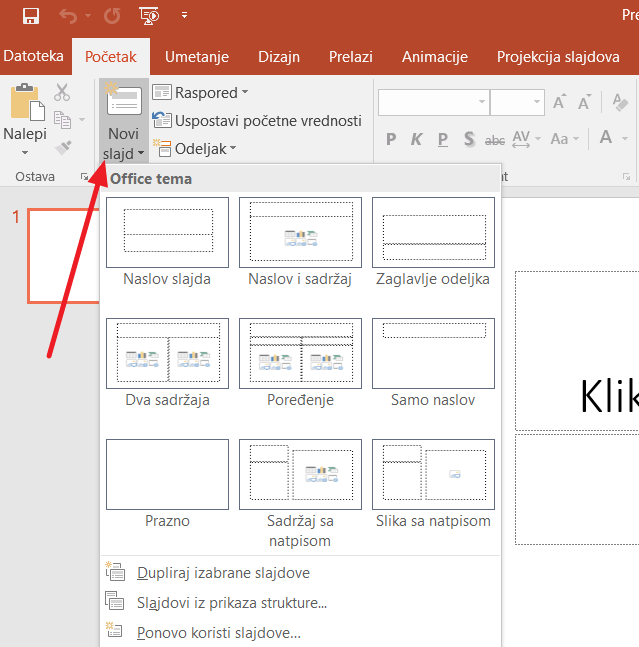 Pre
Datoteka Početak Umetanje Dizajn Prelazi Animacije Projekcija slajdova
Nalepi
Novi
slajd
Raspored
Uspostavi početne vrednosti
Odeljak
P K P S abc AV Aa A
Ostava
nt
Office tema
1
Naslov slajda Naslov i sadržaj Zaglavlje odeljka
Dva sadržaja Poređenje Samo naslov
Prazno Sadržaj sa natpisom Slika sa natpisom
Klik
Dupliraj izabrane slajdove
Slajdovi iz prikaza strukture...
Ponovo koristi slajdove...